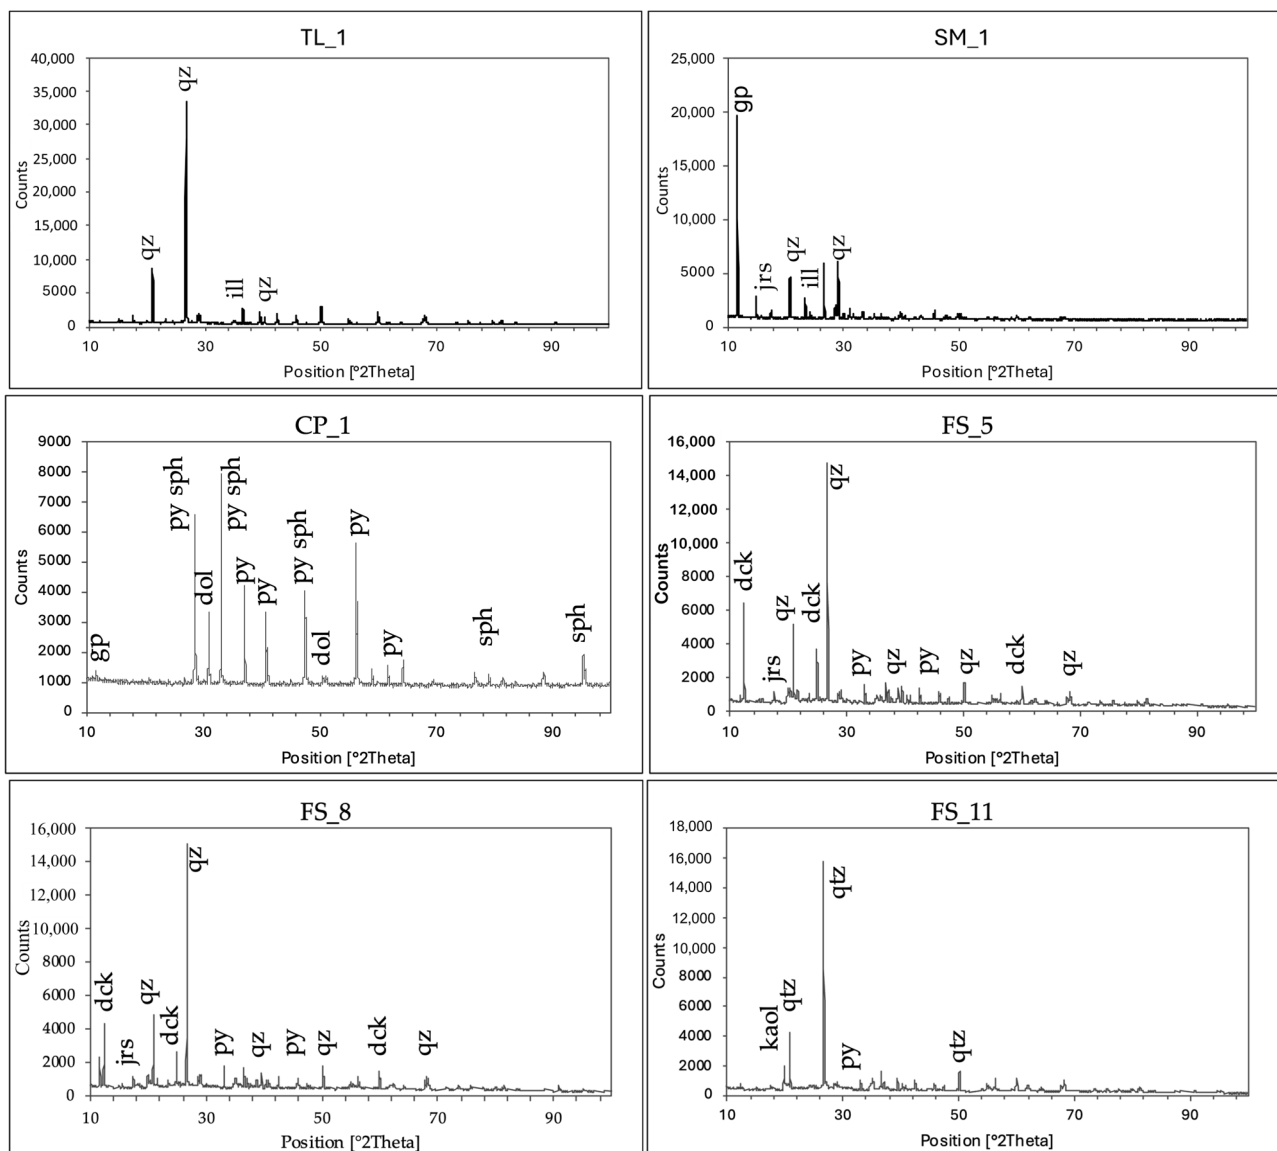 TL_1
40,000
35,000
30,000
25,000
20,000
15,000
10,000
5000
0
Counts
qz
qz
ill
qz
10 30 50 70 90
Position [°2Theta]
SM_1
25,000
20,000
15,000
10,000
5000
0
Counts
gp
jrs
qz
ill
qz
10 30 50 70 90
Position [°2Theta]
CP_1
9000
8000
7000
6000
5000
4000
3000
2000
1000
0
Counts
gp
py sph
dol
py sph
py
py
py sph
dol
py
py
sph
sph
10 30 50 70 90
Position [°2Theta]
FS_5
16,000
14,000
12,000
10,000
8000
6000
4000
2000
0
Counts
dck
jrs
qz
dck
qz
py
qz
py
qz
dck
qz
10 30 50 70 90
Position [°2Theta]
FS_8
16,000
14,000
12,000
10,000
8000
6000
4000
2000
0
Counts
dck
jrs
qz
dck
qz
py
qz
py
qz
dck
qz
10 30 50 70 90
Position [°2Theta]
FS_11
18,000
16,000
14,000
12,000
10,000
8000
6000
4000
2000
0
Counts
kaol
qtz
qtz
py
qtz
10 30 50 70 90
Position [°2Theta]